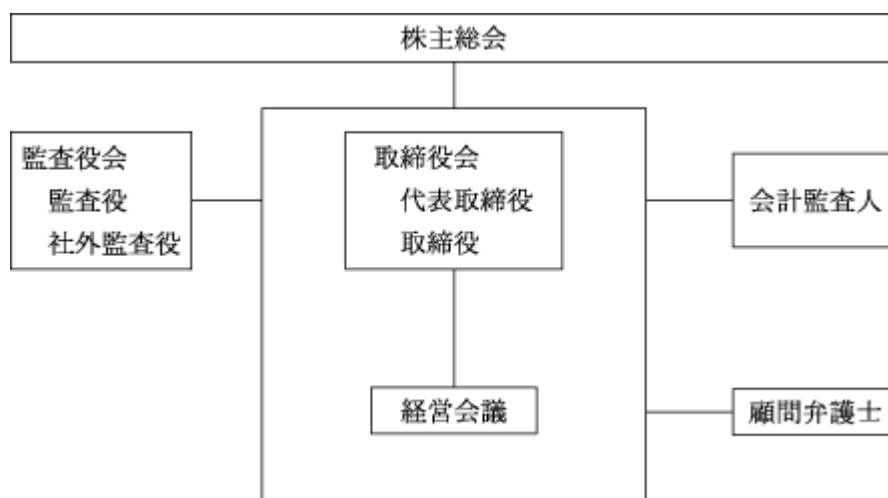 株主総会
監査役会
監査役
社外監査役
取締役会
代表取締役
取締役
会計監査人
経営会議
顧問弁護士